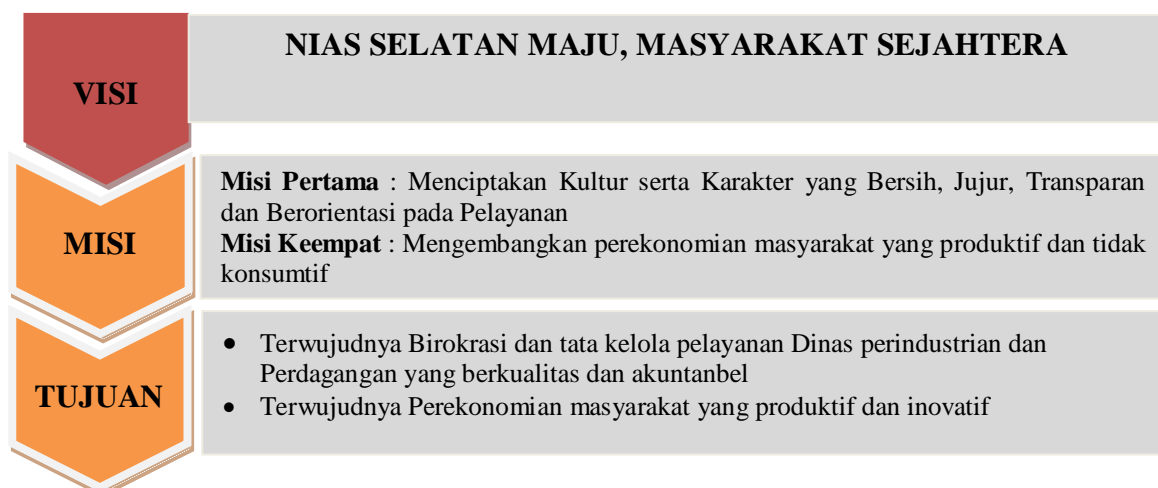 VISI
NIAS SELATAN MAJU, MASYARAKAT SEJAHTERA
MISI
Misi Pertama : Menciptakan Kultur serta Karakter yang Bersih, Jujur, Transparan
dan Berorientasi pada Pelayanan
Misi Keempat : Mengembangkan perekonomian masyarakat yang produktif dan tidak
konsumtif
TUJUAN
• Terwujudnya Birokrasi dan tata kelola pelayanan Dinas perindustrian dan
Perdagangan yang berkualitas dan akuntanbel
• Terwujudnya Perekonomian masyarakat yang produktif dan inovatif